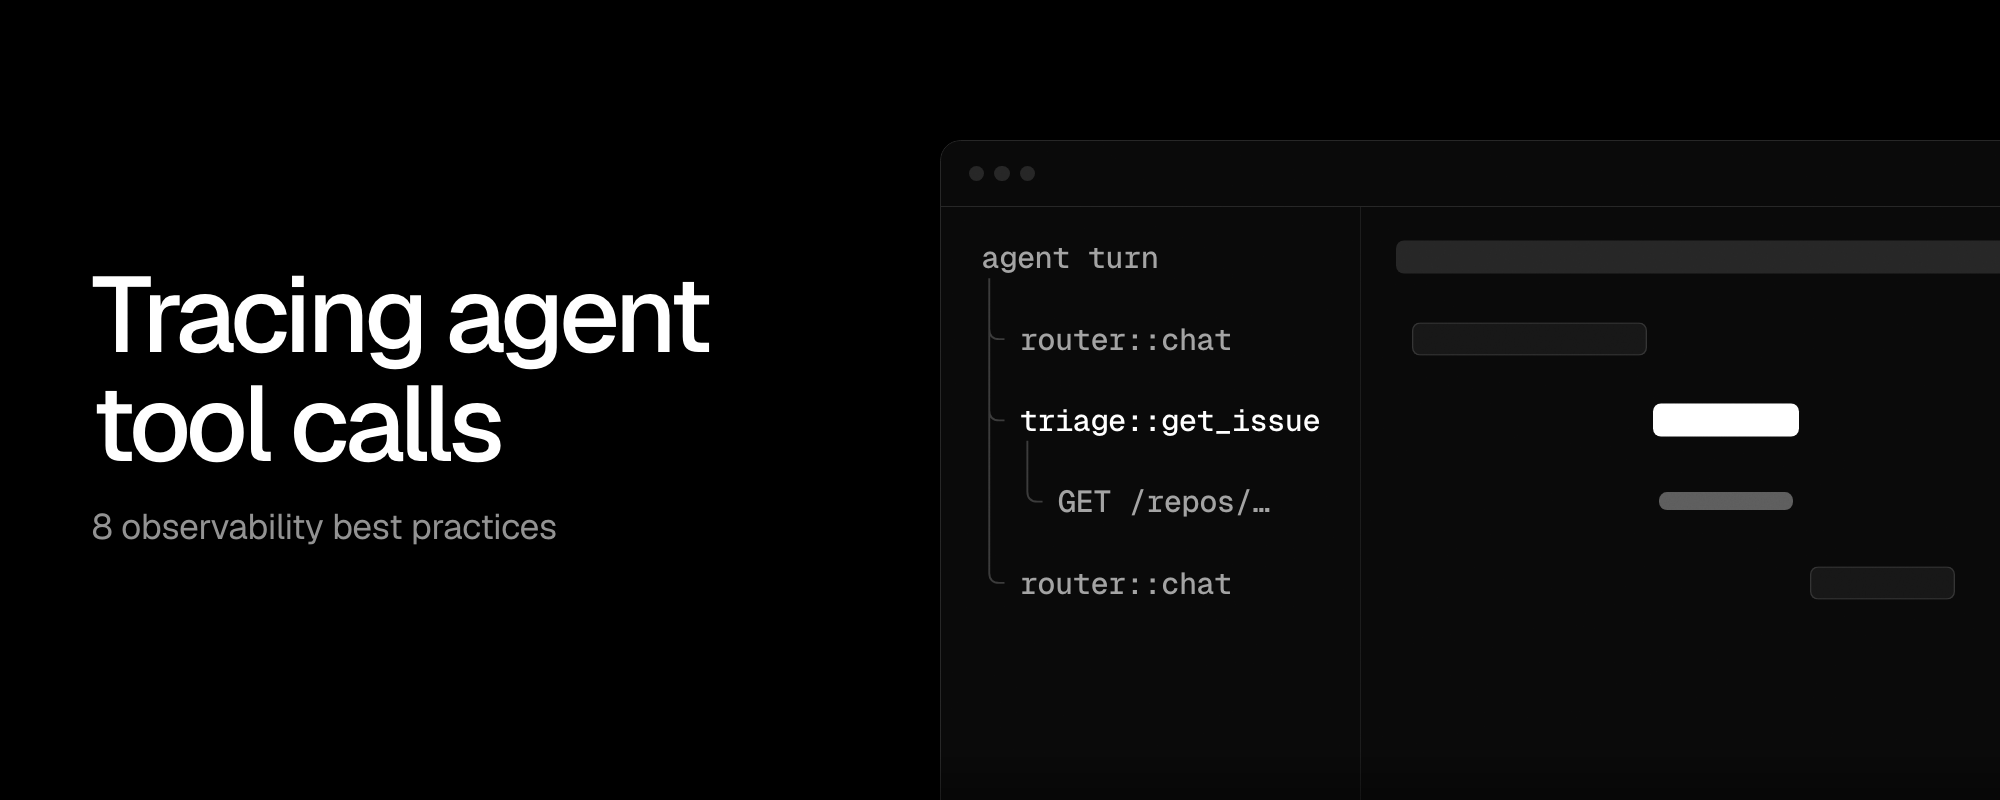 Tracing agent
tool calls
8 observability best practices
agent turn
router::chat
triage::get_issue
GET /repos/…
router::chat